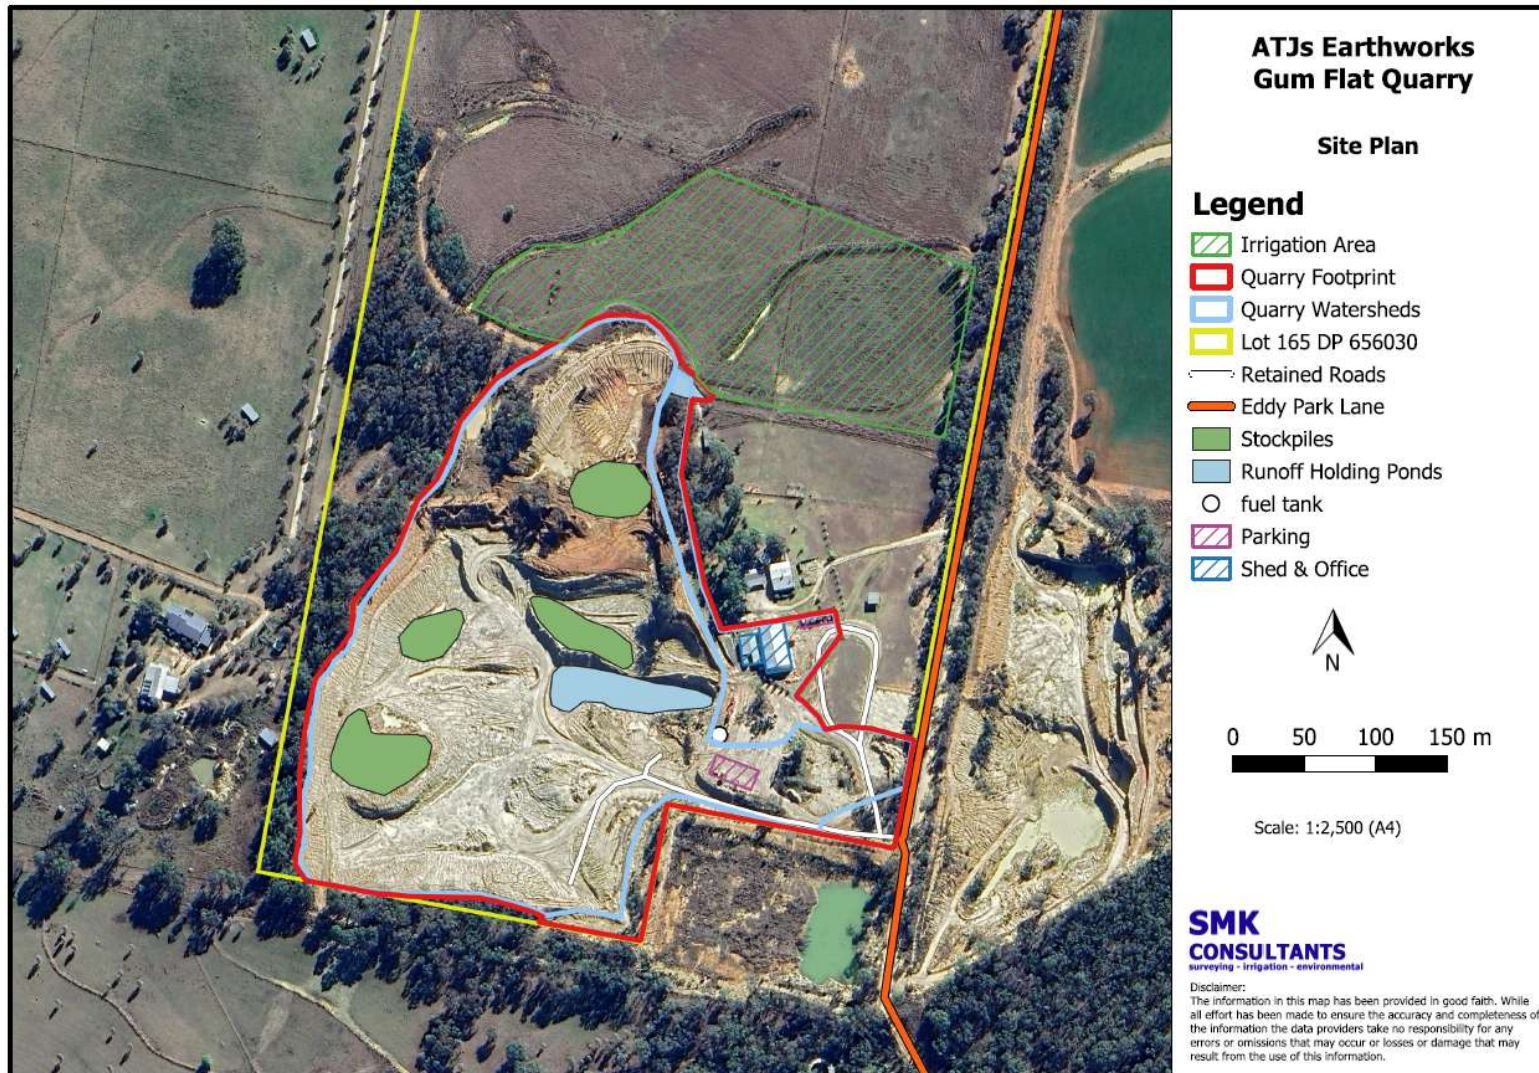 ATJs Earthworks
Gum Flat Quarry
Site Plan
Legend
Irrigation Area
Quarry Footprint
Quarry Watersheds
Lot 165 DP 656030
Retained Roads
Eddy Park Lane
Stockpiles
Runoff Holding Ponds
fuel tank
Parking
Shed & Office
N
0 50 100 150 m
Scale: 1:2,500 (A4)
SMK
CONSULTANTS
surveying - irrigation - environmental
Disclaimer:
The information in this map has been provided in good faith. While
all effort has been made to ensure the accuracy and completeness of
the information the data providers take no responsibility for any
errors or omissions that may occur or losses or damage that may
result from the use of this information.